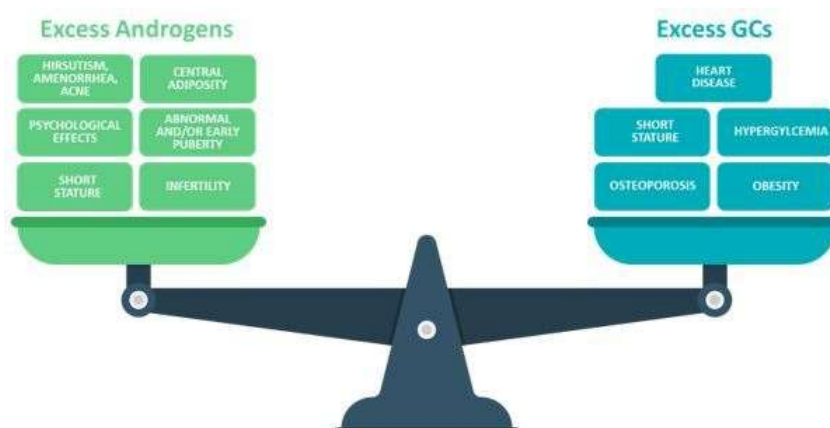 Excess Androgens
HIRSUTISM,
AMENORRHEA,
ACNE
CENTRAL
ADIPOSITY
PSYCHOLOGICAL
EFFECTS
ABNORMAL
AND/OR EARLY
PUBERTY
SHORT
STATURE
INFERTILITY
Excess GCs
HEART
DISEASE
SHORT
STATURE
HYPERGYLCEMIA
OSTEOPOROSIS
OBESITY